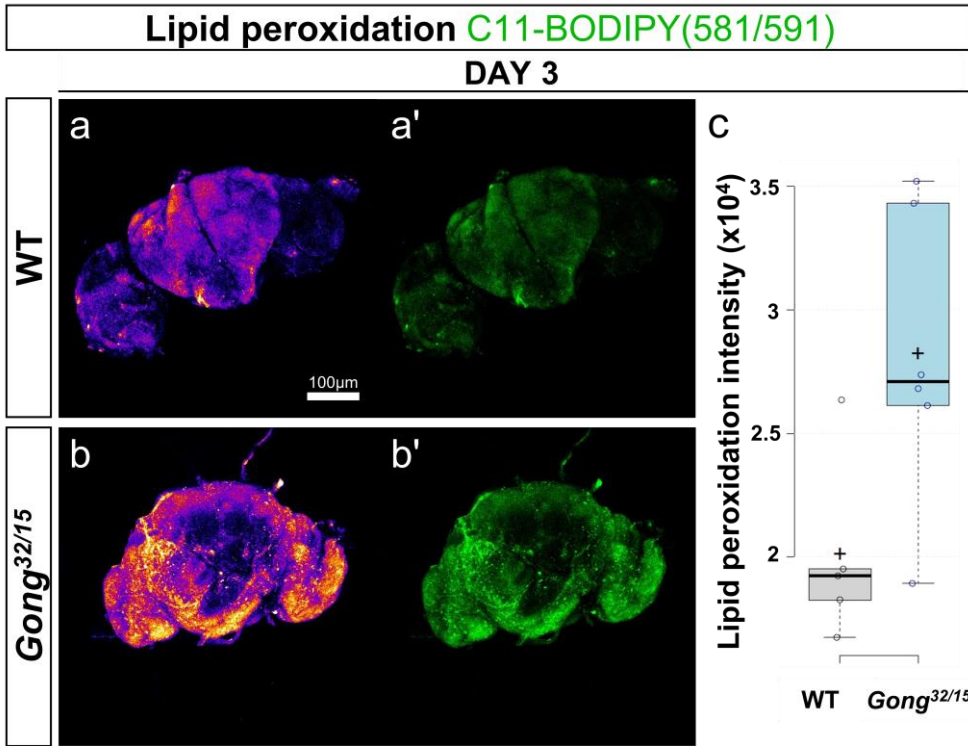 Lipid peroxidation C11-BODIPY(581/591)
DAY 3
WT
a
a'
100µm
Gong32/15
b
b'
c
Lipid peroxidation intensity (x10⁴)
3.5
3
2.5
2
WT
Gong32/15